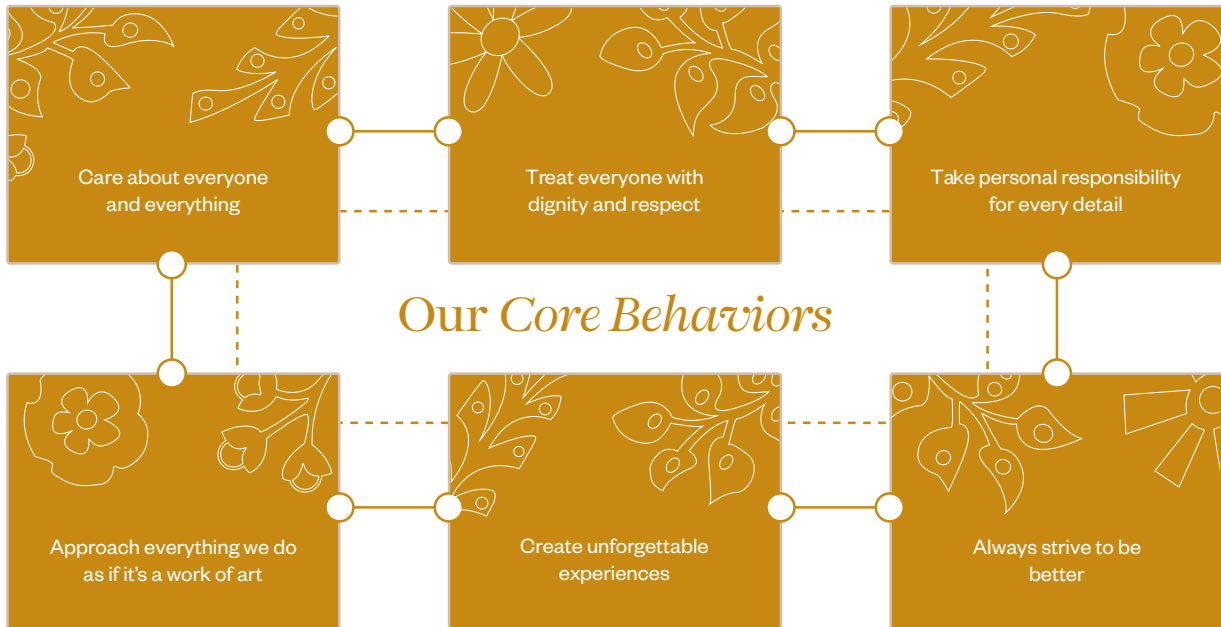 Care about everyone
and everything
Treat everyone with
dignity and respect
Take personal responsibility
for every detail
Our Core Behaviors
Approach everything we do
as if it's a work of art
Create unforgettable
experiences
Always strive to be
better